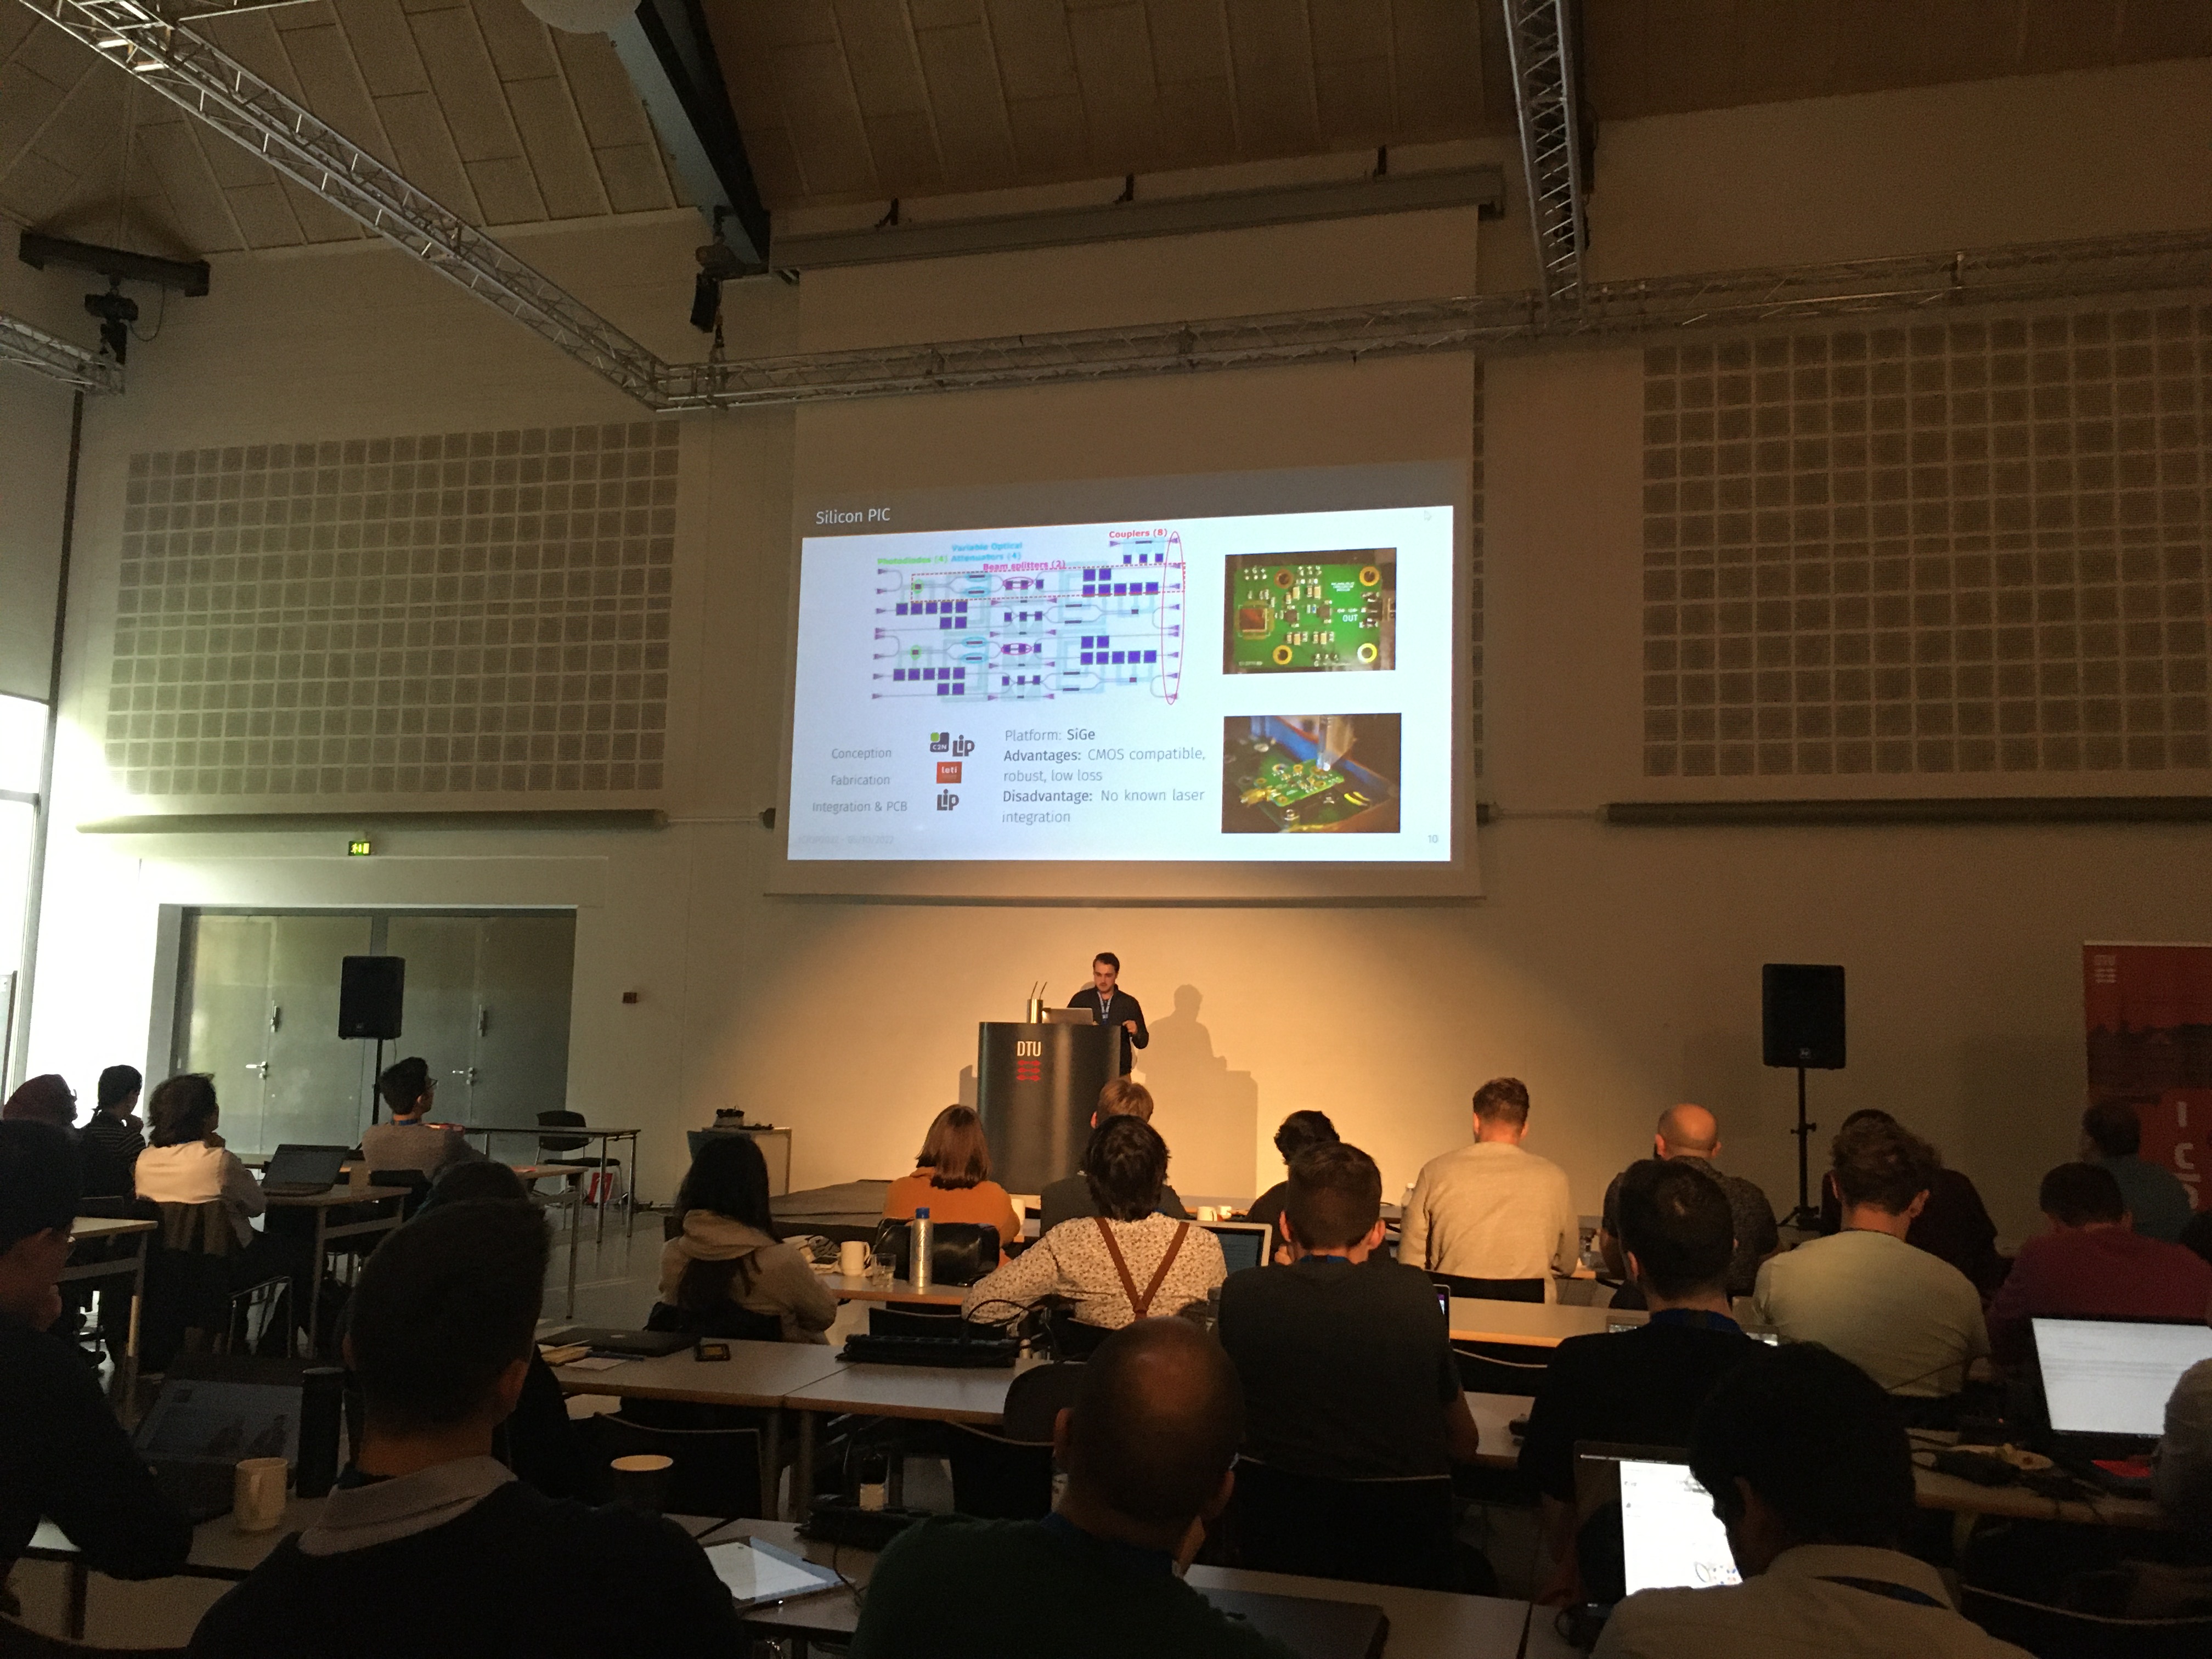 Silicon PIC
Couplers (8)
Variable Optical
Photodiodes (4) Attenuators (4)
Beam splitters (2)
OUT
Platform: SiGe
Conception C2N Lip
Advantages: CMOS compatible,
robust, low loss
Fabrication leti
Disadvantage: No known laser
integration
Integration & PCB Lip
10
DTU
DTU